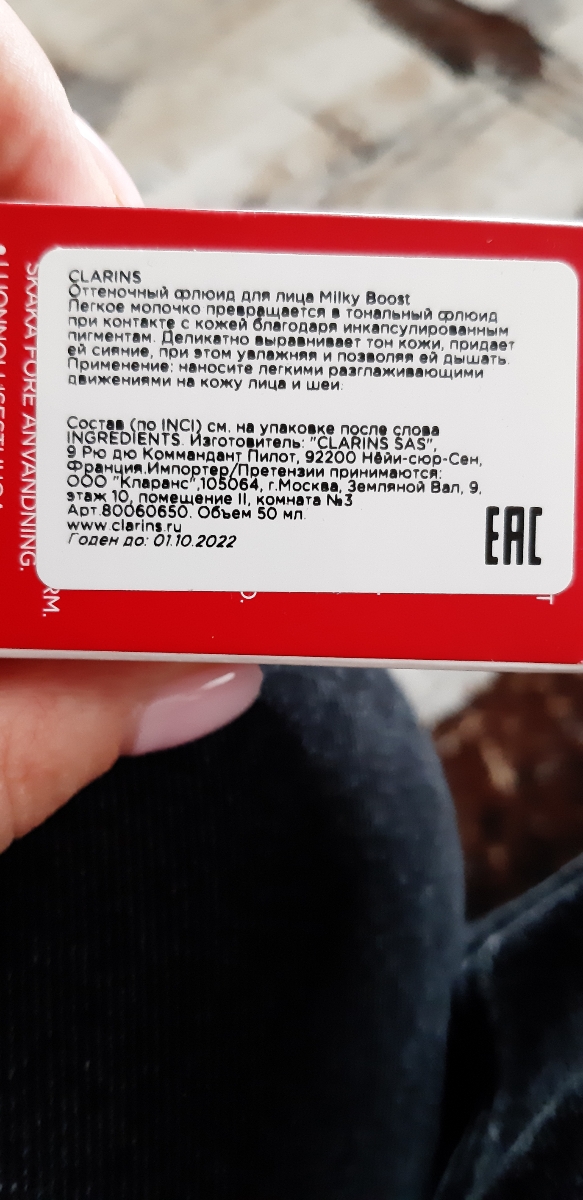 CLARINS
Оттеночный флюид для лица Milky Boost
Легкое молочко превращается в тональный флюид
при контакте с кожей благодаря инкапсулированным
пигментам. Деликатно выравнивает тон кожи, придает
ей сияние, при этом увлажняя и позволяя ей дышать.
Применение: наносите легкими разглаживающими
движениями на кожу лица и шеи.
Состав (по INCI) см. на упаковке после слова
INGREDIENTS. Изготовитель: "CLARINS SAS",
9 Рю дю Коммандант Пилот, 92200 Нёйи-сюр-Сен,
Франция.Импортер/Претензии принимаются:
ООО "Кларанс",105064, г.Москва, Земляной Вал, 9,
этаж 10, помещение II, комната №3
Арт.80060650. Объем 50 мл.
www.clarins.ru
Годен до: 01.10.2022
EAC
SKAKA FÖRE ANVÄNDNING.
RM.
D.
T